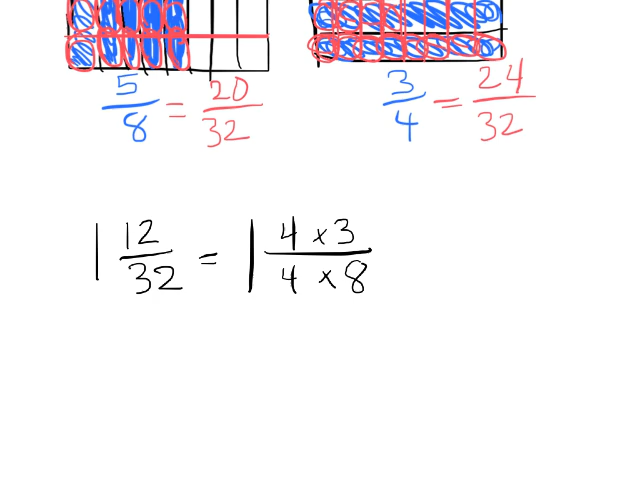 5/8 = 20/32
3/4 = 24/32
1 12/32 = 1 4 x 3/4 x 8